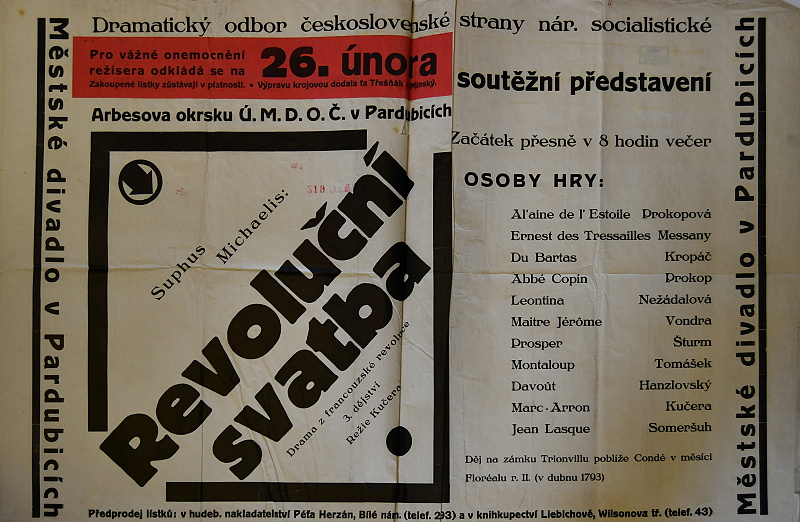 Dramatický odbor československé strany nár. socialistické
Městské divadlo v Pardubicích
Pro vážné onemocnění
režisera odkládá se na
26. února
Zakoupené lístky zůstávají v platnosti. • Výpravu krojovou dodala fa Třešňák
soutěžní představení
Arbesova okrsku Ú. M. D. O. Č. v Pardubicích
Suphus Michaelis:
Revoluční
svatba
Drama z francouzské revoluce
3. dějství
Režie Kučera
Začátek přesně v 8 hodin večer
OSOBY HRY:
Al'aine de l' Estoile Prokopová
Ernest des Tressailles Messany
Du Bartas Kropáč
Abbé Copin Prokop
Leontina Nežádalová
Maitre Jérôme Vondra
Prosper Šturm
Montaloup Tomášek
Davoût Hanzlovský
Marc-Arron Kučera
Jean Lasque Someršuh
Děj na zámku Trionvillu poblíže Condé v měsíci
Floréalu r. II. (v dubnu 1793)
Městské divadlo v Pardubicích
Předprodej lístků: v hudeb. nakladatelství Péťa Herzán, Bílé nám. (telef. 293) a v knihkupectví Liebichově, Wilsonova tř. (telef. 43)